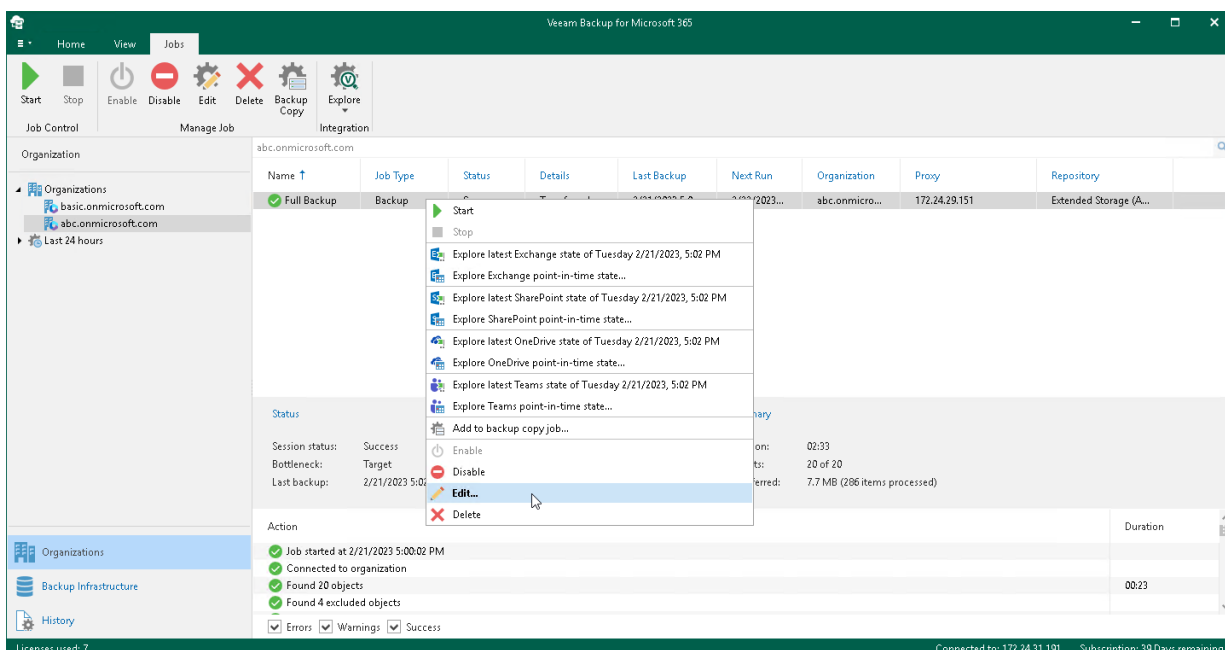 Veeam Backup for Microsoft 365
Home View Jobs
Start Stop Enable Disable Edit Delete Backup Copy Explore
Job Control Manage Job Integration
Organization
Organizations
basic.onmicrosoft.com
abc.onmicrosoft.com
Last 24 hours
abc.onmicrosoft.com
Name Job Type Status Details Last Backup Next Run Organization Proxy Repository
Full Backup Backup abc.onmicro... 172.24.29.151 Extended Storage (A...
Start
Stop
Explore latest Exchange state of Tuesday 2/21/2023, 5:02 PM
Explore Exchange point-in-time state...
Explore latest SharePoint state of Tuesday 2/21/2023, 5:02 PM
Explore SharePoint point-in-time state...
Explore latest OneDrive state of Tuesday 2/21/2023, 5:02 PM
Explore OneDrive point-in-time state...
Explore latest Teams state of Tuesday 2/21/2023, 5:02 PM
Explore Teams point-in-time state...
Add to backup copy job...
Enable
Disable
Edit...
Delete
Status
Session status: Success
Bottleneck: Target
Last backup: 2/21/2023 5:02
02:33
20 of 20
7.7 MB (286 items processed)
Action Duration
Job started at 2/21/2023 5:00:02 PM
Connected to organization
Found 20 objects 00:23
Found 4 excluded objects
Errors Warnings Success
Organizations
Backup Infrastructure
History
Licenses used: 7
Connected to: 172.24.31.191 Subscription: 39 Days remaining